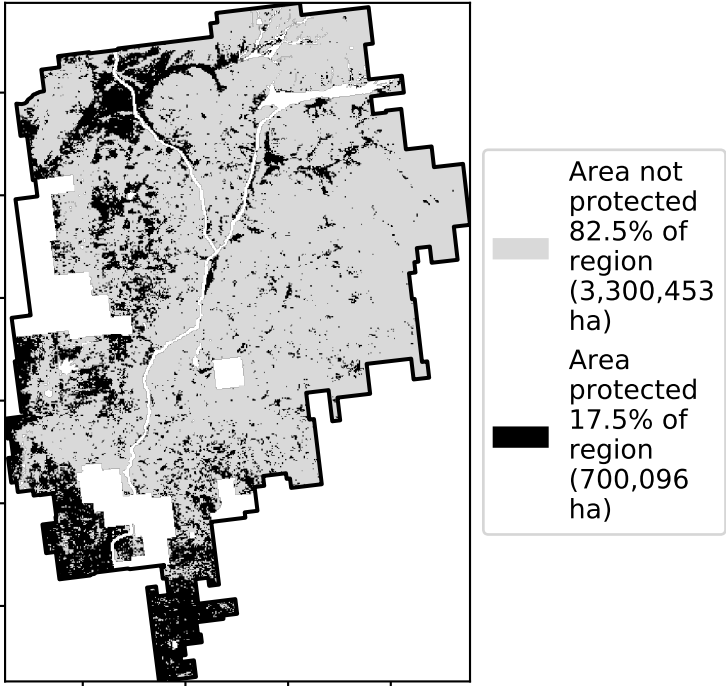 Area not
protected
82.5% of
region
(3,300,453
ha)
Area
protected
17.5% of
region
(700,096
ha)